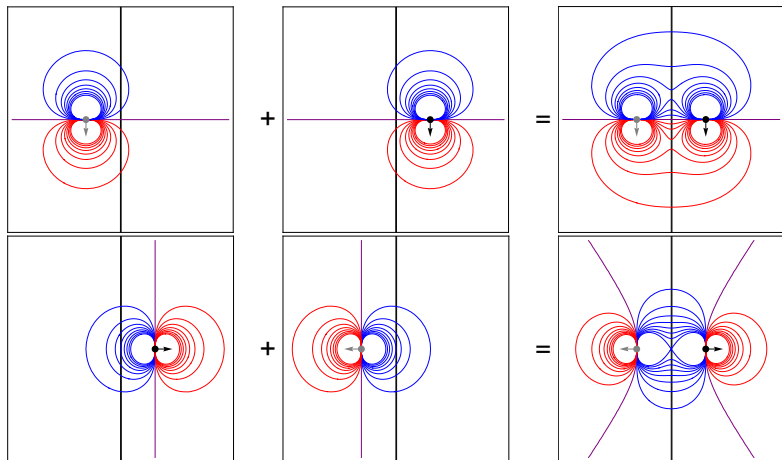 + =
+ =